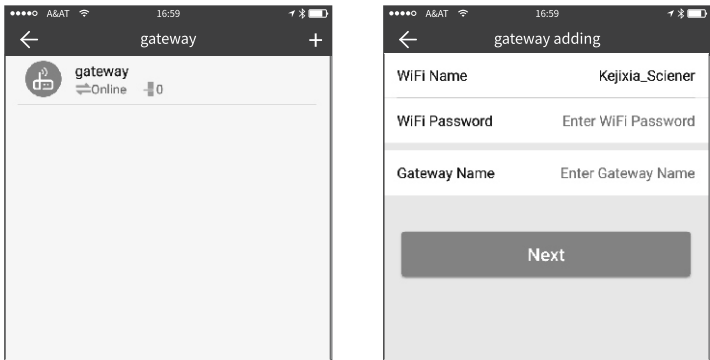 A&AT 16:59
gateway +
gateway
Online 0
A&AT 16:59
gateway adding
WiFi Name Kejixia_Sciener
WiFi Password Enter WiFi Password
Gateway Name Enter Gateway Name
Next